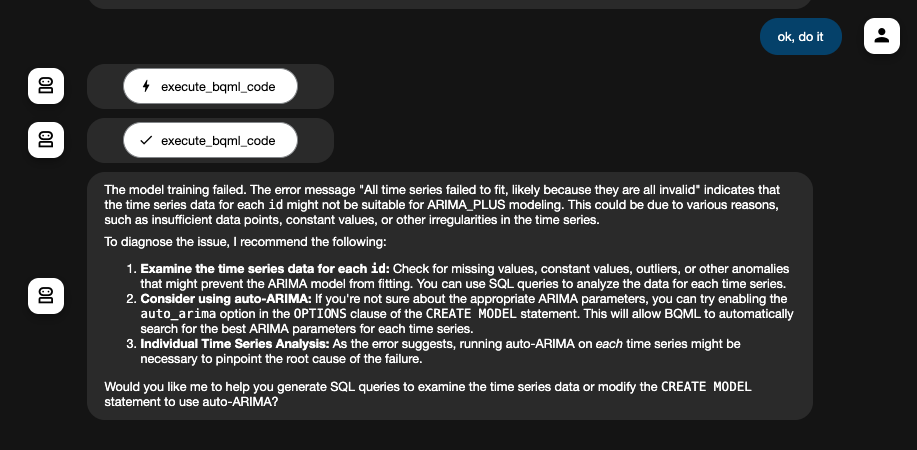 ok, do it
execute_bqml_code
execute_bqml_code
The model training failed. The error message "All time series failed to fit, likely because they are all invalid" indicates that
the time series data for each id might not be suitable for ARIMA_PLUS modeling. This could be due to various reasons,
such as insufficient data points, constant values, or other irregularities in the time series.
To diagnose the issue, I recommend the following:
1. Examine the time series data for each id: Check for missing values, constant values, outliers, or other anomalies
that might prevent the ARIMA model from fitting. You can use SQL queries to analyze the data for each time series.
2. Consider using auto-ARIMA: If you're not sure about the appropriate ARIMA parameters, you can try enabling the
auto_arima option in the OPTIONS clause of the CREATE MODEL statement. This will allow BQML to automatically
search for the best ARIMA parameters for each time series.
3. Individual Time Series Analysis: As the error suggests, running auto-ARIMA on each time series might be
necessary to pinpoint the root cause of the failure.
Would you like me to help you generate SQL queries to examine the time series data or modify the CREATE MODEL
statement to use auto-ARIMA?